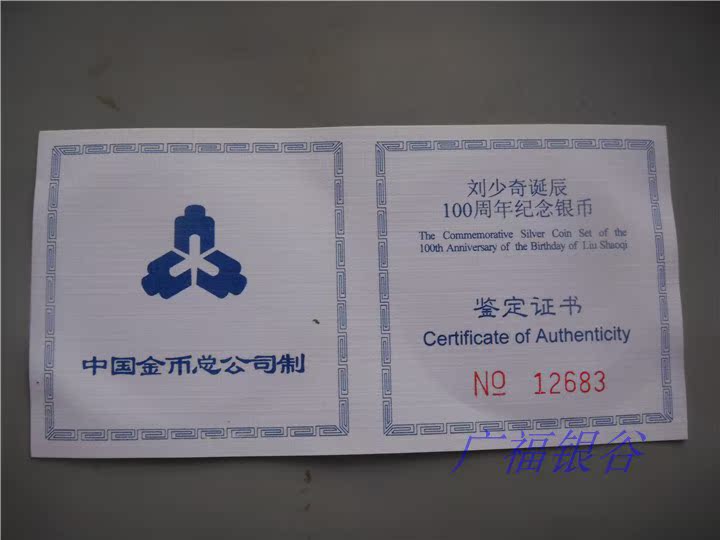 中国金币总公司制
刘少奇诞辰
100周年纪念银币
The Commemorative Silver Coin Set of the
100th Anniversary of the Birthday of Liu Shaoqi
鉴定证书
Certificate of Authenticity
NO 12683
广福银谷